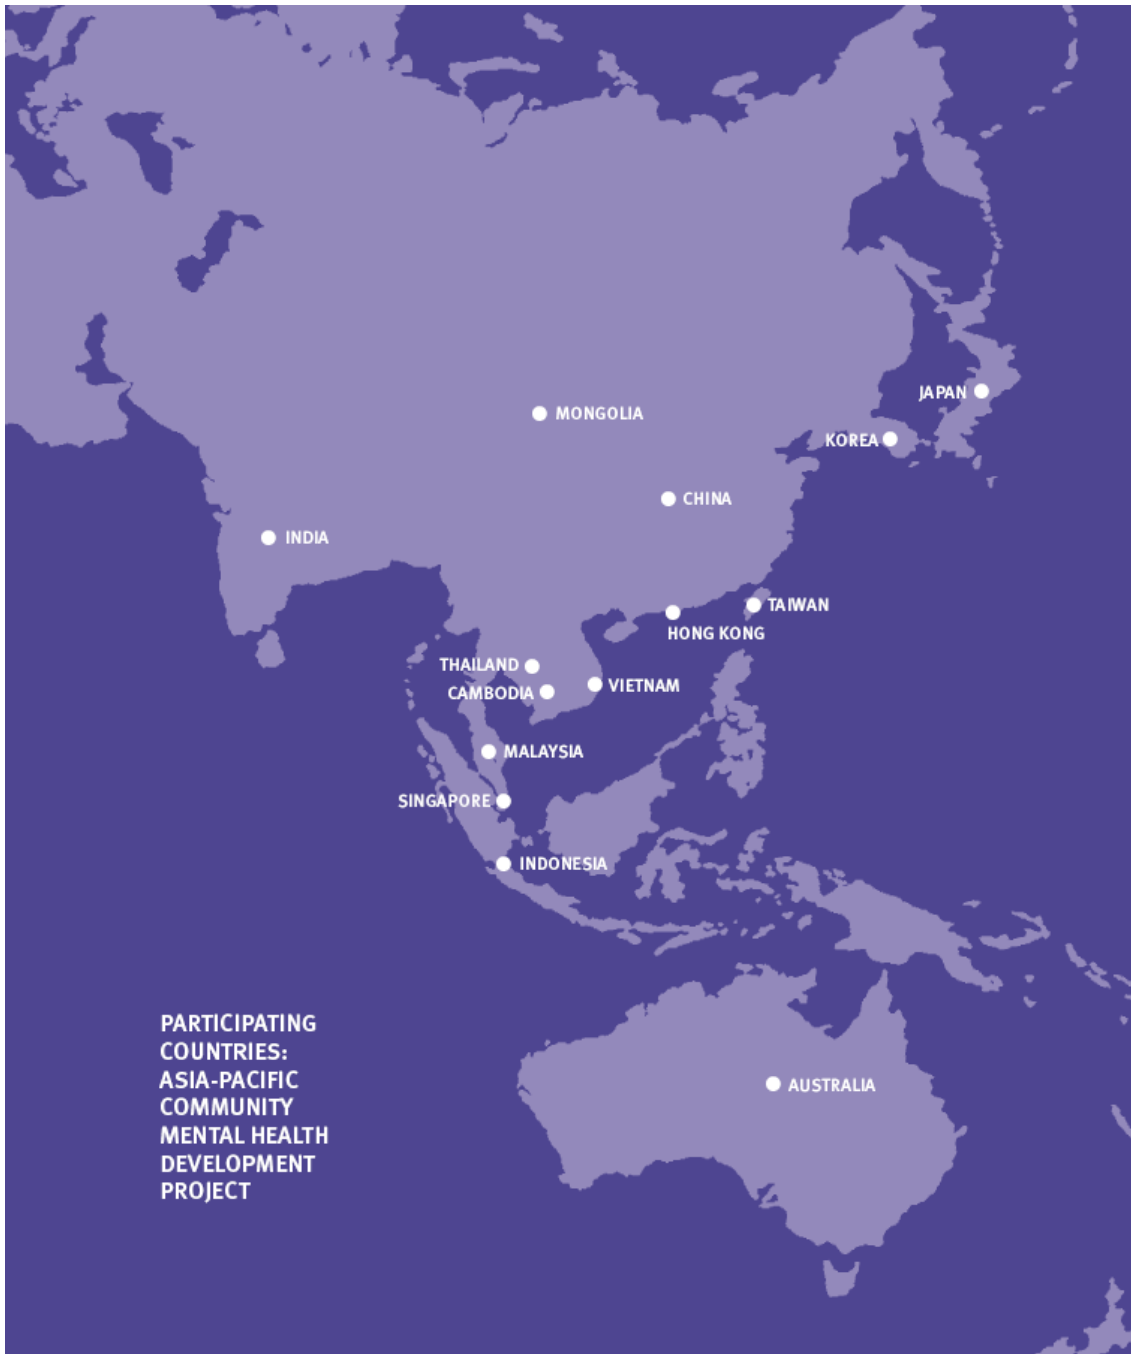 JAPAN
MONGOLIA
KOREA
CHINA
INDIA
TAIWAN
HONG KONG
THAILAND
VIETNAM
CAMBODIA
MALAYSIA
SINGAPORE
INDONESIA
PARTICIPATING
COUNTRIES:
ASIA-PACIFIC
COMMUNITY
MENTAL HEALTH
DEVELOPMENT
PROJECT
AUSTRALIA